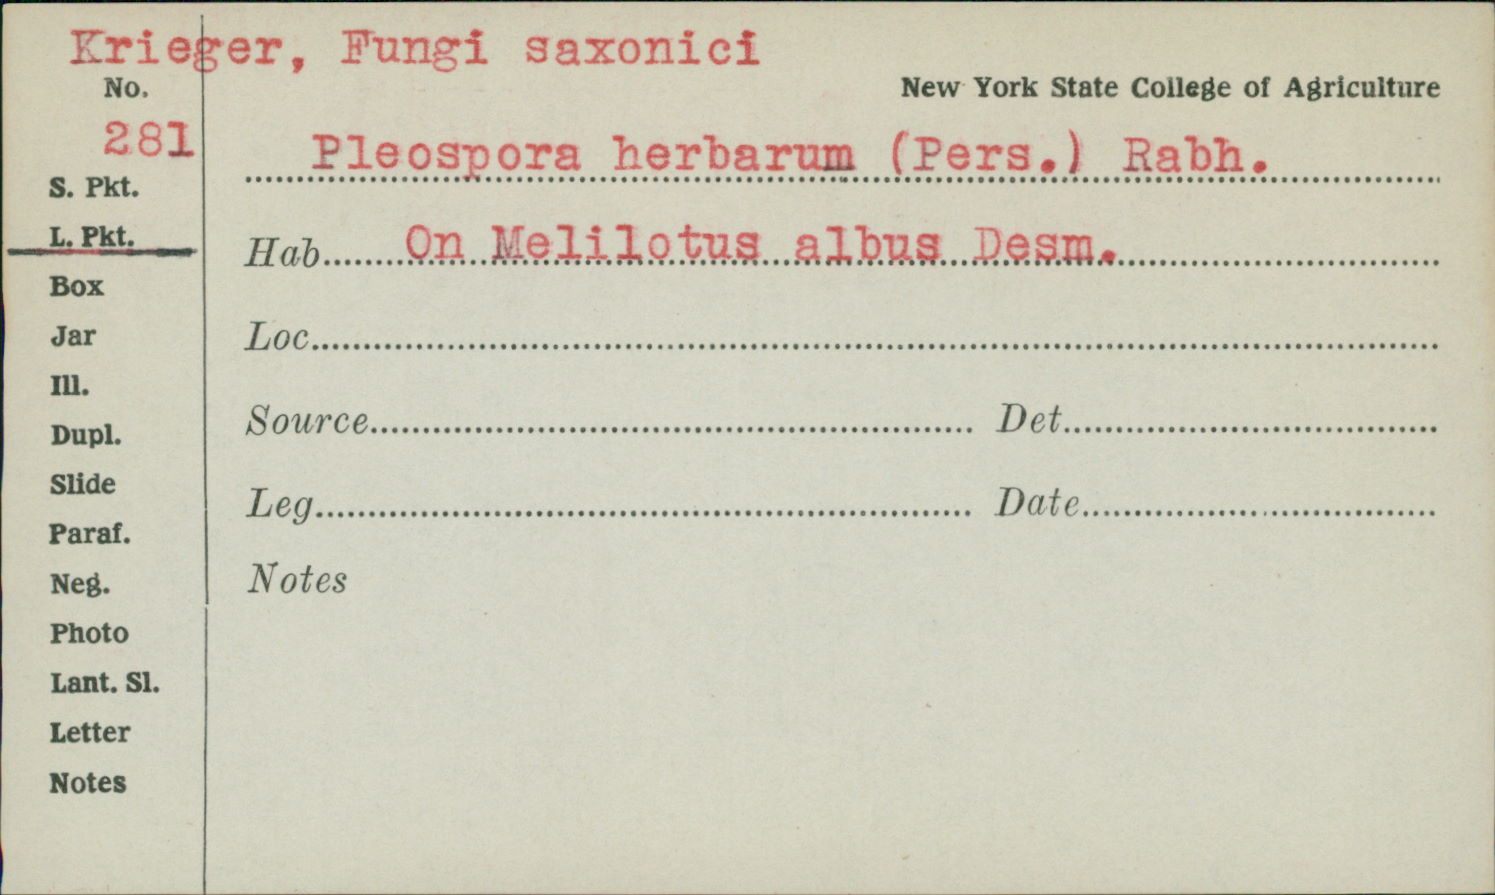 Krieger, Fungi saxonici
No.
New York State College of Agriculture
281
Pleospora herbarum (Pers.) Rabh.
S. Pkt.
L. Pkt.
Hab. On Melilotus albus Desm.
Box
Jar
Loc.
Ill.
Dupl.
Source Det.
Slide
Leg. Date
Paraf.
Neg.
Notes
Photo
Lant. Sl.
Letter
Notes